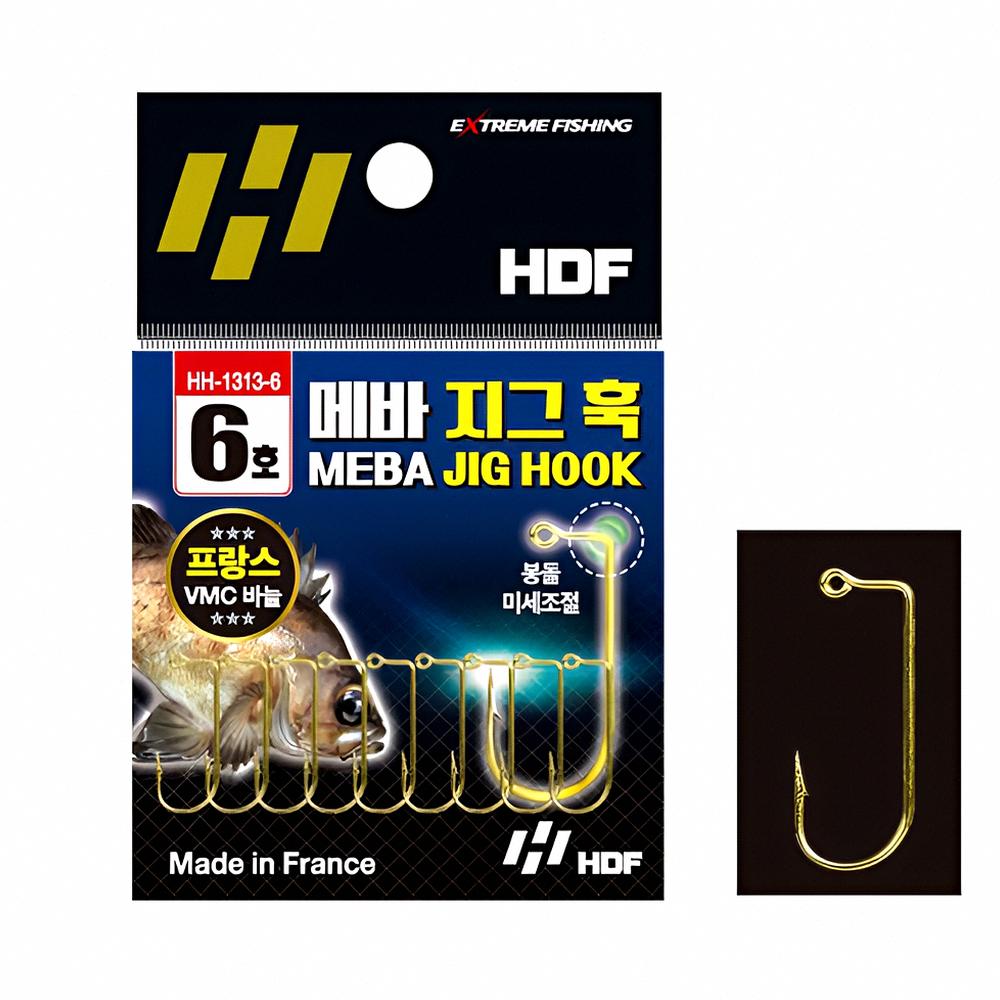 EXTREME FISHING
HDF
HH-1313-6
6호
메바 지그 훅
MEBA JIG HOOK
☆☆☆
프랑스
VMC 바늘
☆☆☆
봉돌
미세조절
Made in France
HDF